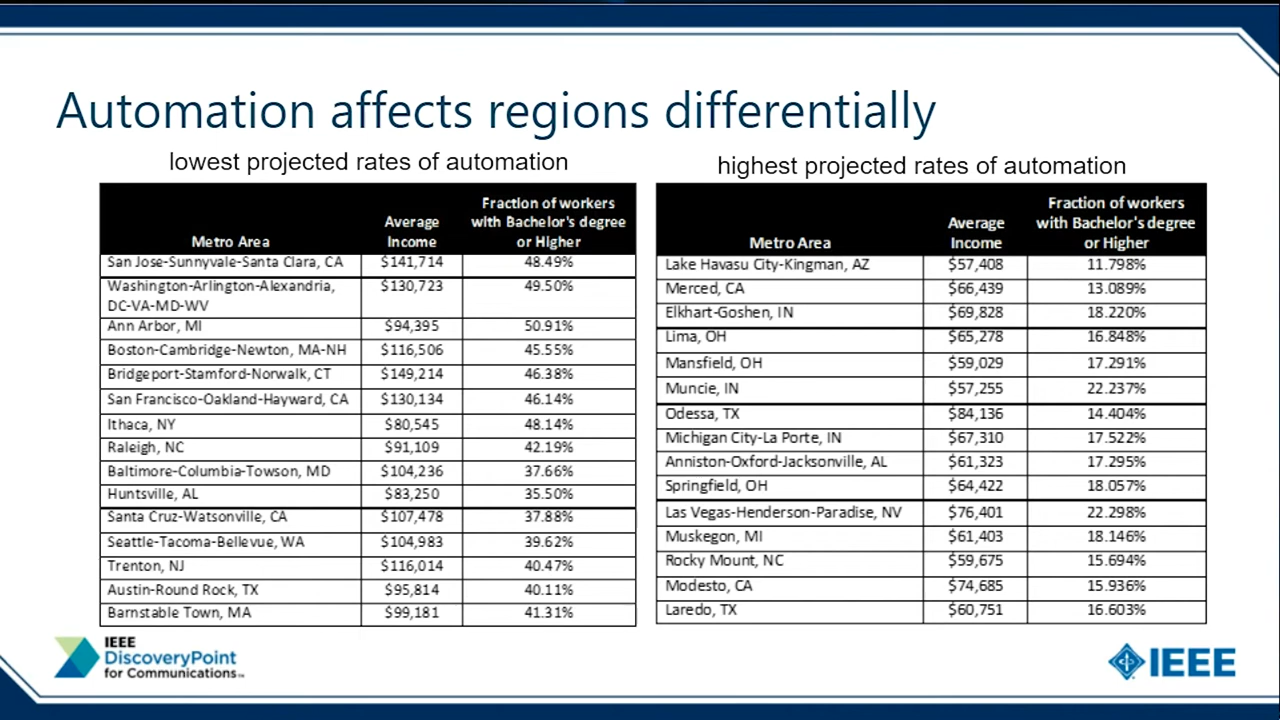 Automation affects regions differentially
lowest projected rates of automation
Metro Area
Average
Income
Fraction of workers
with Bachelor's degree
or Higher
San Jose-Sunnyvale-Santa Clara, CA $141,714 48.49%
Washington-Arlington-Alexandria,
DC-VA-MD-WV $130,723 49.50%
Ann Arbor, MI $94,395 50.91%
Boston-Cambridge-Newton, MA-NH $116,506 45.55%
Bridgeport-Stamford-Norwalk, CT $149,214 46.38%
San Francisco-Oakland-Hayward, CA $130,134 46.14%
Ithaca, NY $80,545 48.14%
Raleigh, NC $91,109 42.19%
Baltimore-Columbia-Towson, MD $104,236 37.66%
Huntsville, AL $83,250 35.50%
Santa Cruz-Watsonville, CA $107,478 37.88%
Seattle-Tacoma-Bellevue, WA $104,983 39.62%
Trenton, NJ $116,014 40.47%
Austin-Round Rock, TX $95,814 40.11%
Barnstable Town, MA $99,181 41.31%
highest projected rates of automation
Metro Area
Average
Income
Fraction of workers
with Bachelor's degree
or Higher
Lake Havasu City-Kingman, AZ $57,408 11.798%
Merced, CA $66,439 13.089%
Elkhart-Goshen, IN $69,828 18.220%
Lima, OH $65,278 16.848%
Mansfield, OH $59,029 17.291%
Muncie, IN $57,255 22.237%
Odessa, TX $84,136 14.404%
Michigan City-La Porte, IN $67,310 17.522%
Anniston-Oxford-Jacksonville, AL $61,323 17.295%
Springfield, OH $64,422 18.057%
Las Vegas-Henderson-Paradise, NV $76,401 22.298%
Muskegon, MI $61,403 18.146%
Rocky Mount, NC $59,675 15.694%
Modesto, CA $74,685 15.936%
Laredo, TX $60,751 16.603%
IEEE
DiscoveryPoint
for Communications™
IEEE